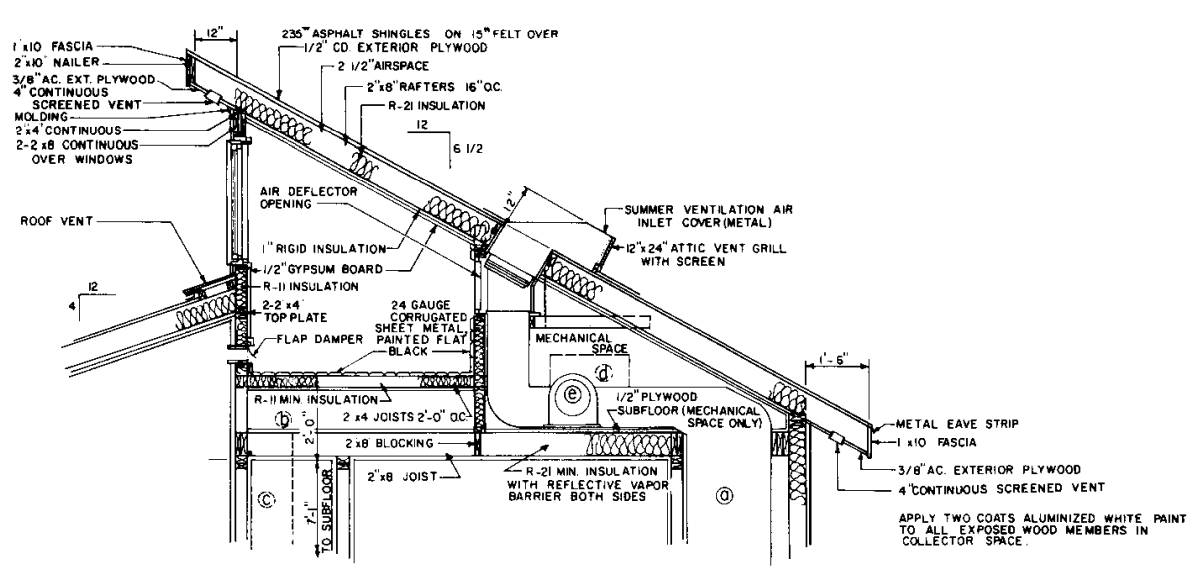 12"
235# ASPHALT SHINGLES ON 15# FELT OVER
1/2" CD. EXTERIOR PLYWOOD
2 1/2" AIRSPACE
2"x8" RAFTERS 16" O.C.
R-21 INSULATION
1"x10 FASCIA
2"x10" NAILER
3/8" AC. EXT. PLYWOOD
4" CONTINUOUS
SCREENED VENT
MOLDING
2"x4" CONTINUOUS
2-2 x8 CONTINUOUS
OVER WINDOWS
12
6 1/2
AIR DEFLECTOR
OPENING
12"
SUMMER VENTILATION AIR
INLET COVER (METAL)
12"x24" ATTIC VENT GRILL
WITH SCREEN
ROOF VENT
1" RIGID INSULATION
1/2" GYPSUM BOARD
R-11 INSULATION
12
4
2-2"x4"
TOP PLATE
FLAP DAMPER
24 GAUGE
CORRUGATED
SHEET METAL,
PAINTED FLAT
BLACK
MECHANICAL
SPACE
d
e
1'-6"
R-11 MIN. INSULATION
2 x4 JOISTS 2'-0" O.C.
1/2" PLYWOOD
SUBFLOOR (MECHANICAL
SPACE ONLY)
b
2'-0"
2 x8 BLOCKING
2"x8" JOIST
R-21 MIN. INSULATION
WITH REFLECTIVE VAPOR
BARRIER BOTH SIDES
c
7'-1"
TO SUBFLOOR
a
METAL EAVE STRIP
1 x10 FASCIA
3/8" AC. EXTERIOR PLYWOOD
4" CONTINUOUS SCREENED VENT
APPLY TWO COATS ALUMINIZED WHITE PAINT
TO ALL EXPOSED WOOD MEMBERS IN
COLLECTOR SPACE.